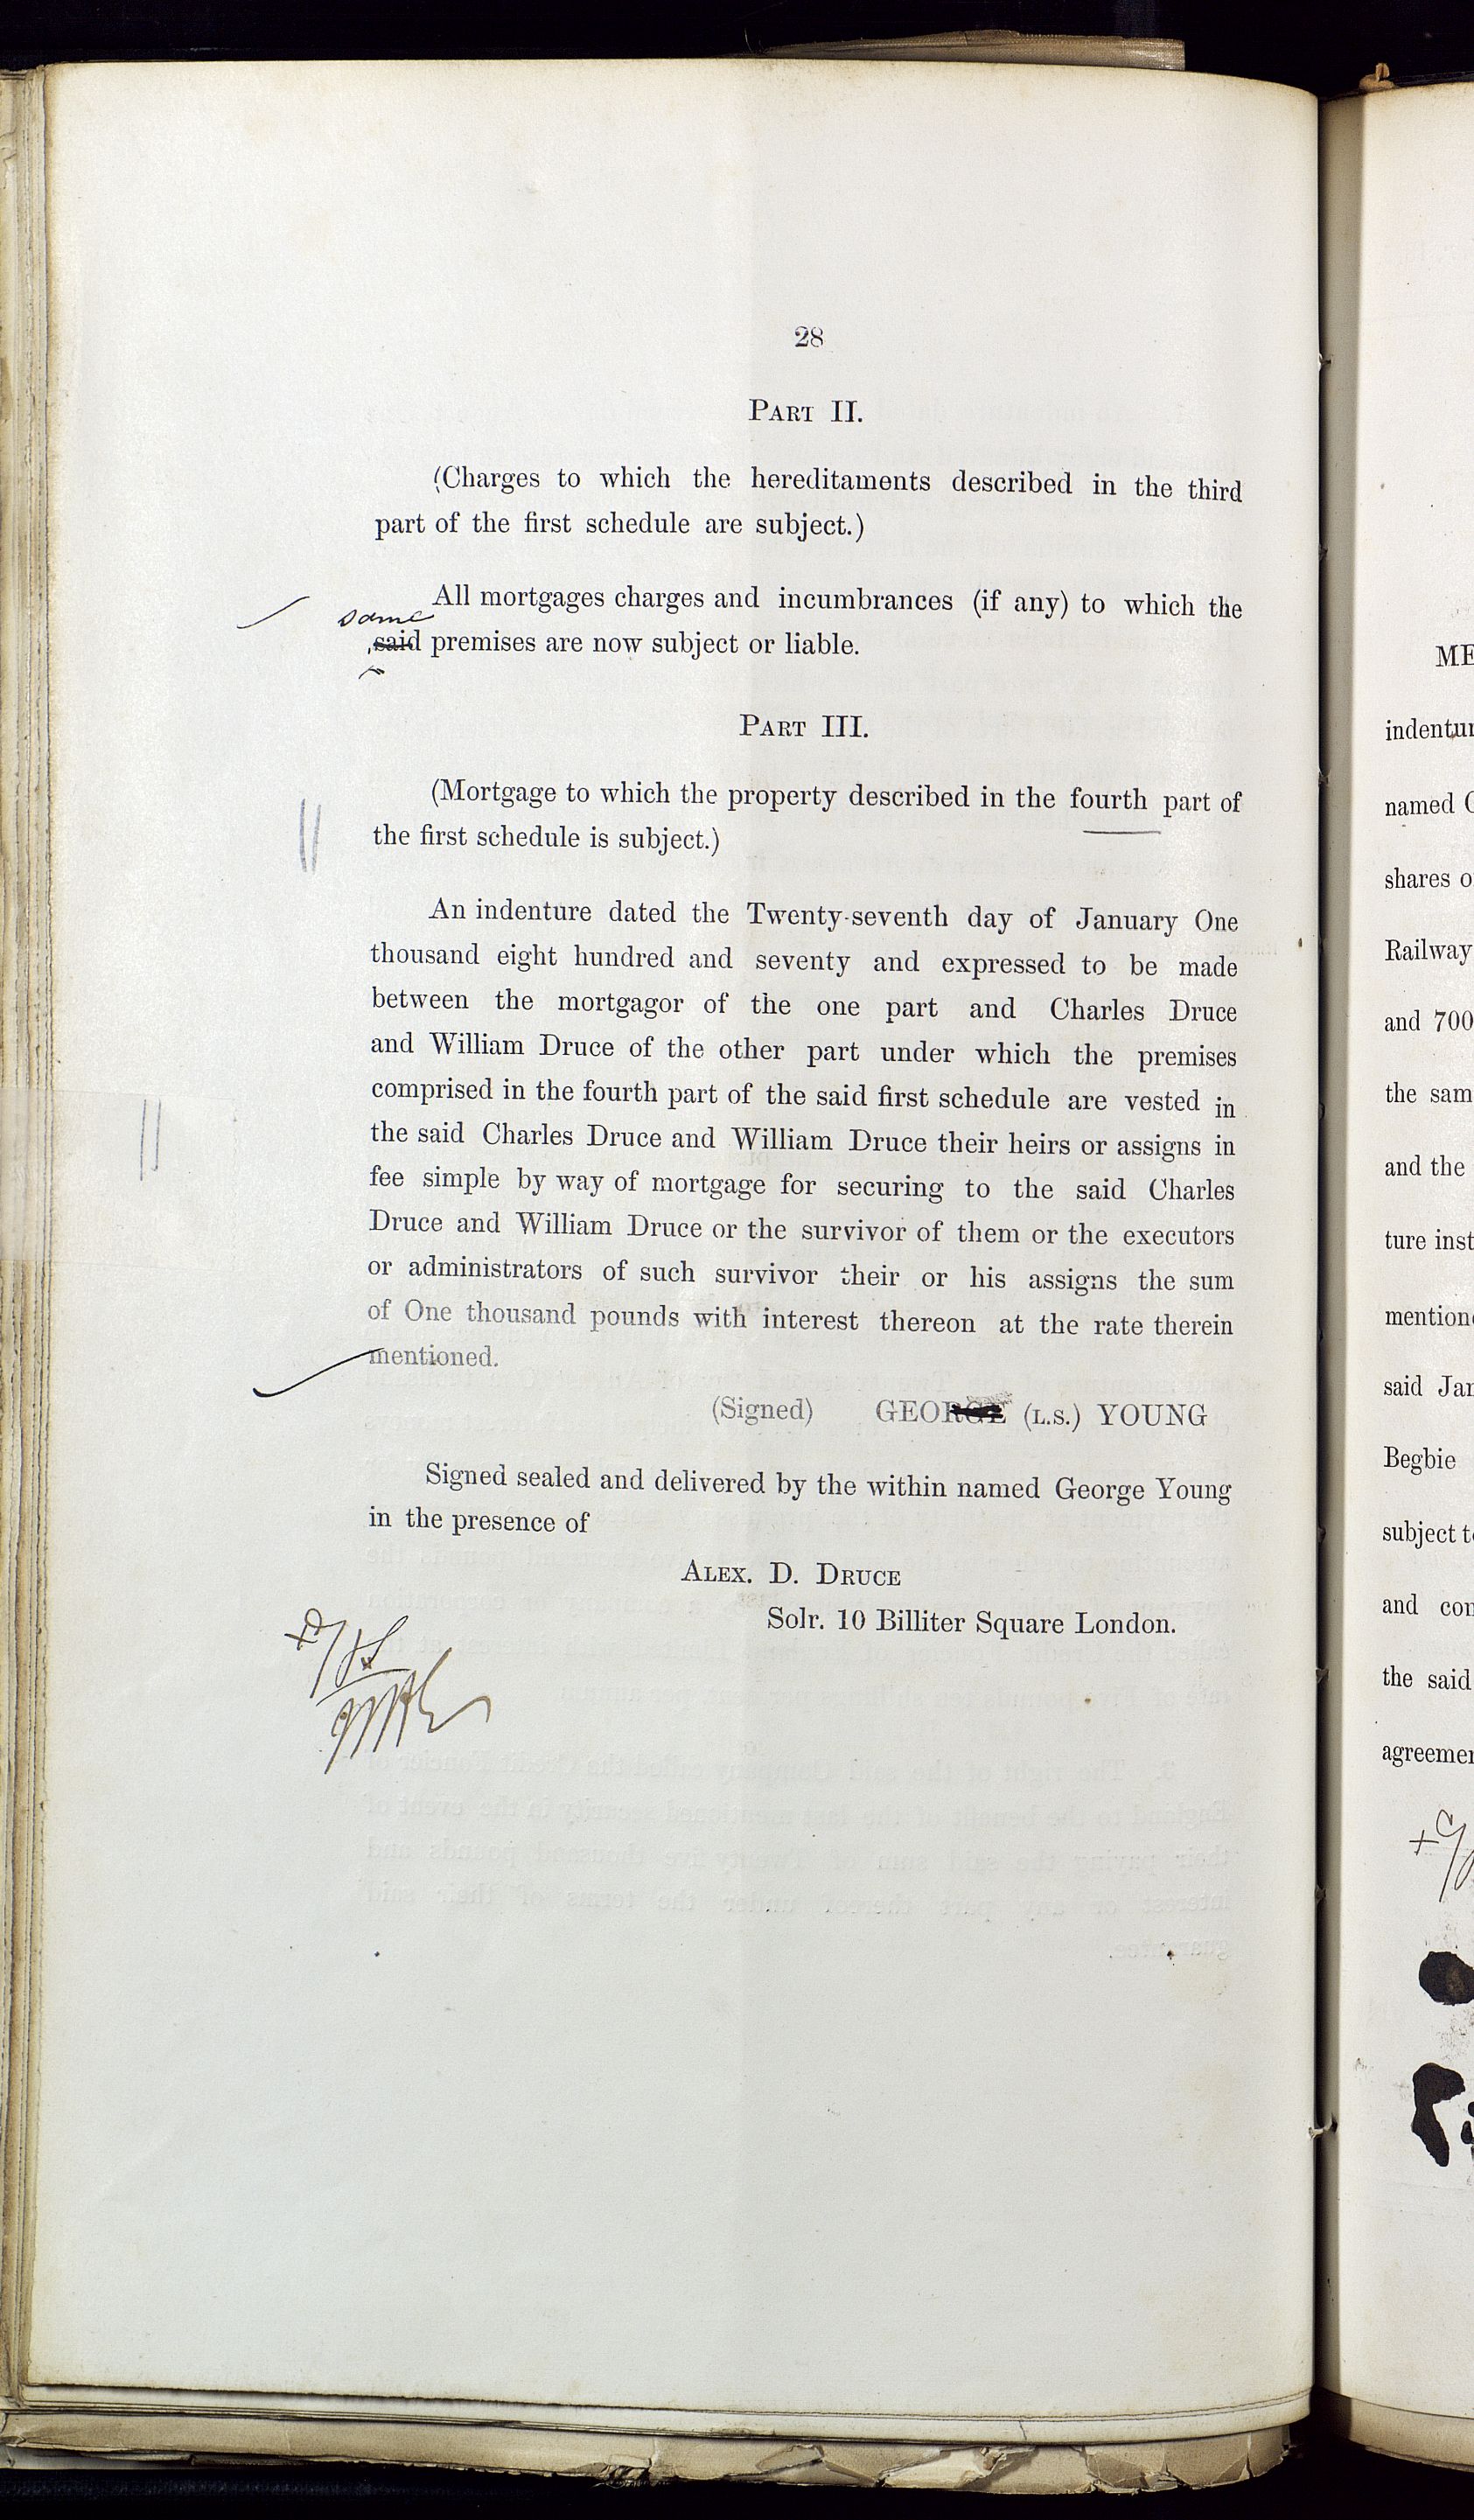 28
PART II.
(Charges to which the hereditaments described in the third
part of the first schedule are subject.)
All mortgages charges and incumbrances (if any) to which the
same
said premises are now subject or liable.
PART III.
(Mortgage to which the property described in the fourth part of
the first schedule is subject.)
An indenture dated the Twenty-seventh day of January One
thousand eight hundred and seventy and expressed to be made
between the mortgagor of the one part and Charles Druce
and William Druce of the other part under which the premises
comprised in the fourth part of the said first schedule are vested in
the said Charles Druce and William Druce their heirs or assigns in
fee simple by way of mortgage for securing to the said Charles
Druce and William Druce or the survivor of them or the executors
or administrators of such survivor their or his assigns the sum
of One thousand pounds with interest thereon at the rate therein
mentioned.
(Signed) GEORGE (L.S.) YOUNG
Signed sealed and delivered by the within named George Young
in the presence of
ALEX. D. DRUCE
Solr. 10 Billiter Square London.
ME
indentu
named
shares o
Railway
and 700
the sam
and the
ture inst
mention
said Jan
Begbie
subject t
and con
the said
agreemen